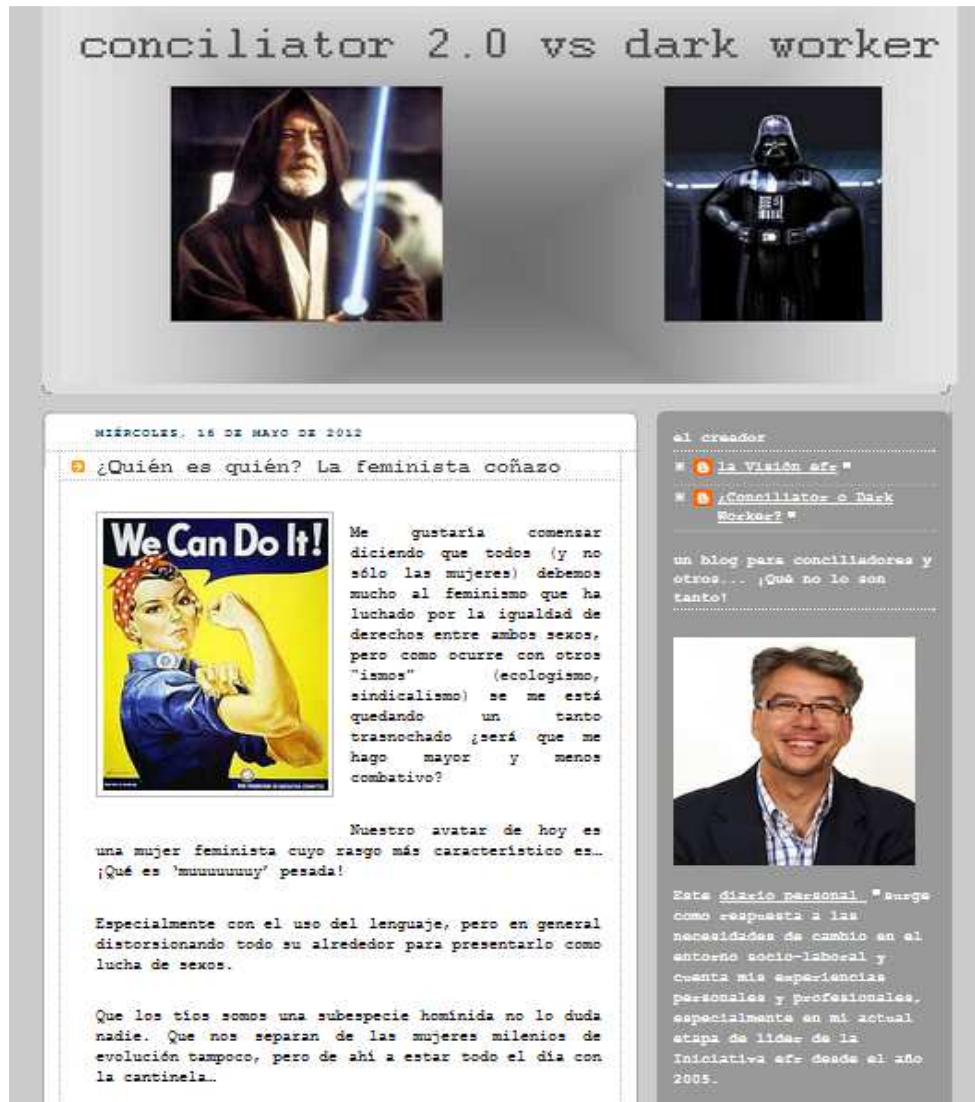 conciliator 2.0 vs dark worker
MIÉRCOLES, 16 DE MAYO DE 2012
¿Quién es quién? La feminista coñazo
We Can Do It!
Me gustaría comenzar
diciendo que todos (y no
sólo las mujeres) debemos
mucho al feminismo que ha
luchado por la igualdad de
derechos entre ambos sexos,
pero como ocurre con otros
"ismos" (ecologismo,
sindicalismo) se me está
quedando un tanto
trasnochado ¿será que me
hago mayor y menos
combativo?
Nuestro avatar de hoy es
una mujer feminista cuyo rasgo más característico es…
¡Qué es 'muuuuuuuy' pesada!
Especialmente con el uso del lenguaje, pero en general
distorsionando todo su alrededor para presentarlo como
lucha de sexos.
Que los tíos somos una subespecie homínida no lo duda
nadie. Que nos separan de las mujeres milenios de
evolución tampoco, pero de ahí a estar todo el día con
la cantinela…
el creador
la Visión efr
¿Conciliator o Dark
Worker?
un blog para conciliadores y
otros... ¡Qué no lo son
tanto!
Este diario personal surge
como respuesta a las
necesidades de cambio en el
entorno socio-laboral y
cuenta mis experiencias
personales y profesionales,
especialmente en mi actual
etapa de líder de la
Iniciativa efr desde el año
2005.